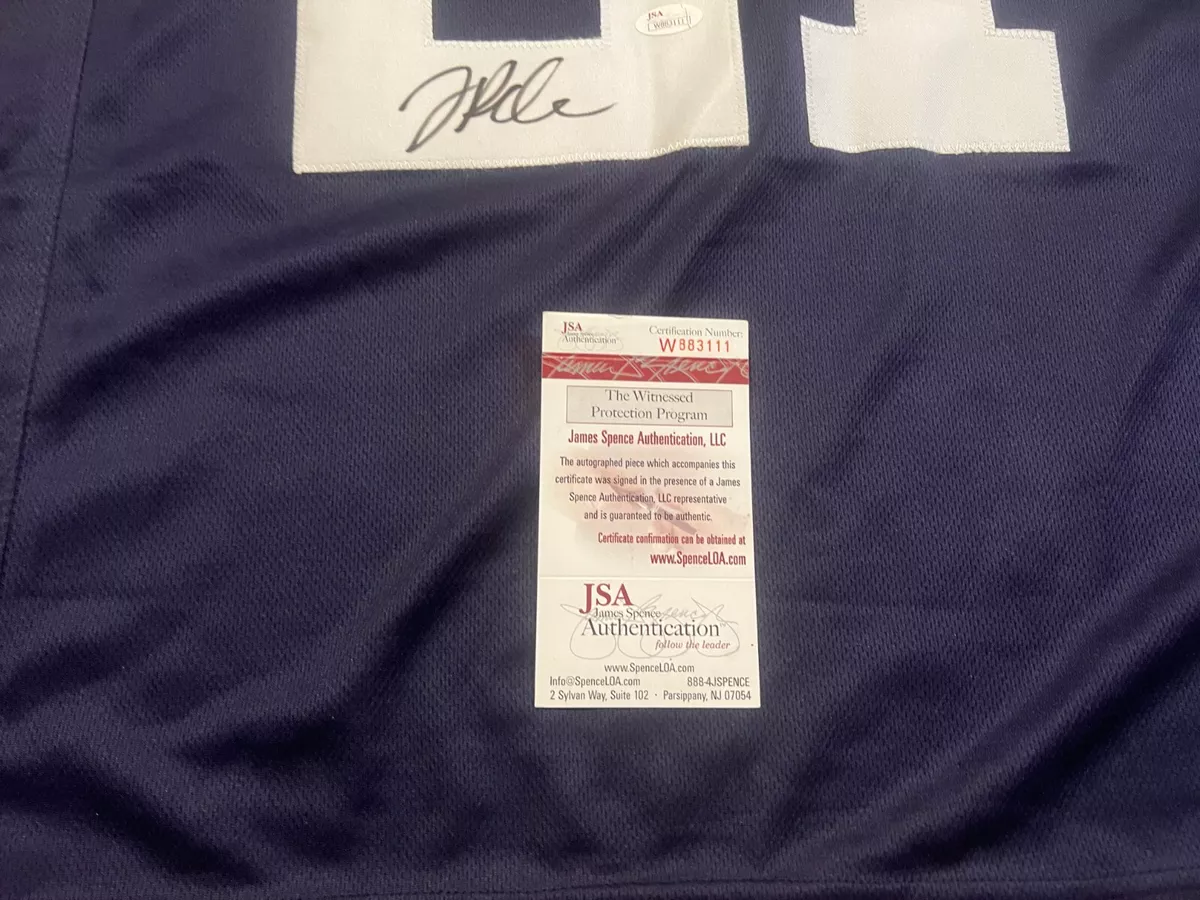 JSA
W883111
JSA
Authentication
Certification Number:
W883111
The Witnessed
Protection Program
James Spence Authentication, LLC
The autographed piece which accompanies this
certificate was signed in the presence of a James
Spence Authentication, LLC representative
and is guaranteed to be authentic.
Certificate confirmation can be obtained at
www.SpenceLOA.com
JSA
James Spence
Authentication™
follow the leader
www.SpenceLOA.com
Info@SpenceLOA.com 888-4JSPENCE
2 Sylvan Way, Suite 102 · Parsippany, NJ 07054